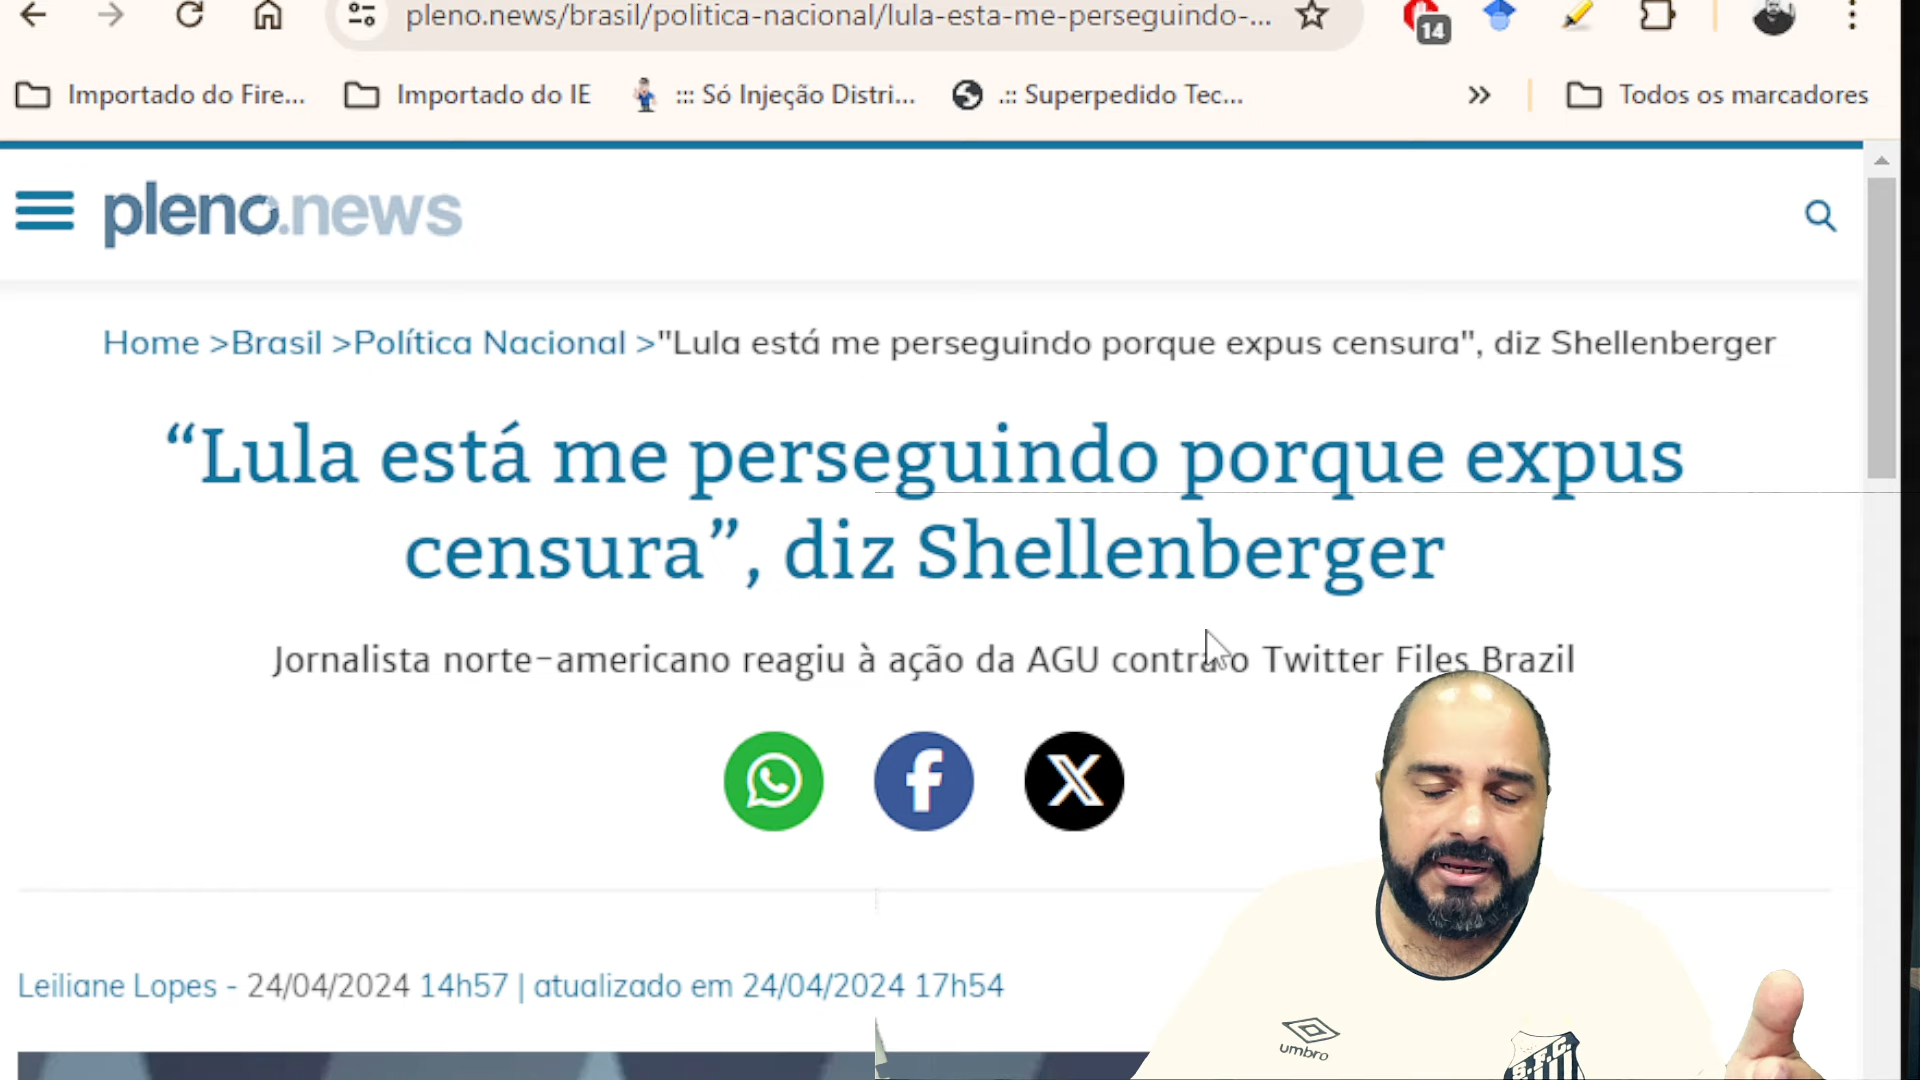 pleno.news/brasil/politica-nacional/lula-esta-me-perseguindo-...
14
Importado do Fire...
Importado do IE
::: Só Injeção Distri...
.:: Superpedido Tec...
Todos os marcadores
pleno.news
Home >Brasil >Política Nacional >"Lula está me perseguindo porque expus censura", diz Shellenberger
“Lula está me perseguindo porque expus
censura”, diz Shellenberger
Jornalista norte-americano reagiu à ação da AGU contra o Twitter Files Brazil
Leiliane Lopes - 24/04/2024 14h57 | atualizado em 24/04/2024 17h54
umbro
S.F.C.